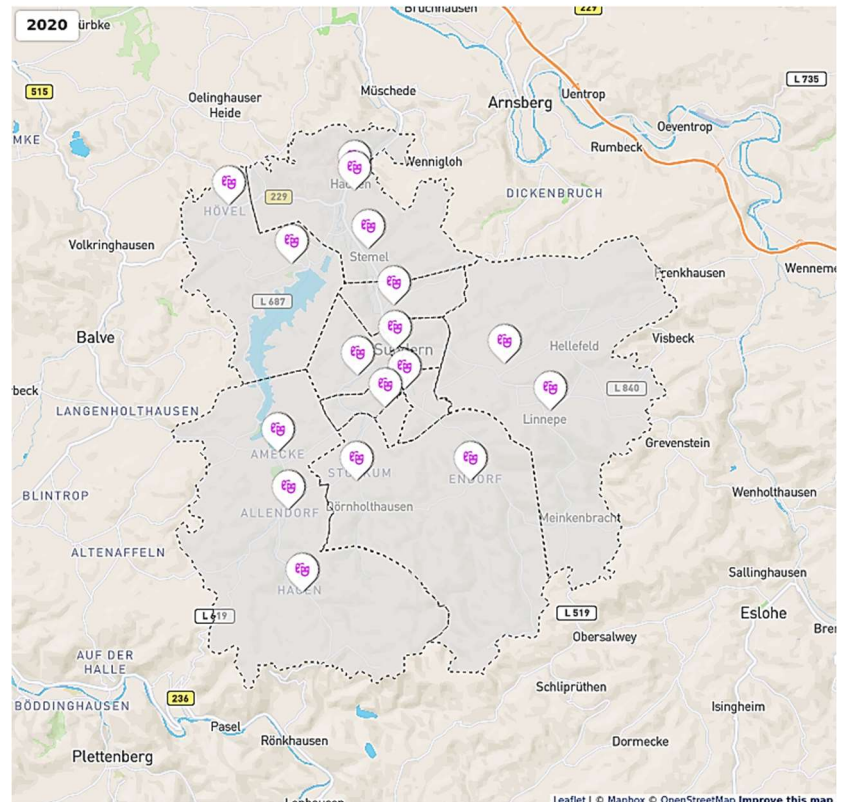 Bruchhausen
229
2020
ürbke
L 735
515
Müschede
Oelinghauser
Heide
Arnsberg
Uentrop
Oeventrop
MKE
Rumbeck
Wennigloh
HÖVEL
229
DICKENBRUCH
Volkringhausen
Stemel
Frenkhausen
Wenneme
L 687
Balve
Visbeck
Sundern
Hellefeld
rbeck
L 840
LANGENHOLTHAUSEN
Linnepe
Grevenstein
AMECKE
ENDORF
BLINTROP
Wenholthausen
ALLENDORF
Dörnholthausen
Meinkenbracht
ALTENAFFELN
Sallinghausen
HAGEN
L 519
Eslohe
Bre
Obersalwey
AUF DER
HALLE
Schliprüthen
236
BÖDDINGHAUSEN
Isingheim
Pasel
Rönkhausen
Dormecke
Plettenberg
Leaflet | © Mapbox © OpenStreetMap Improve this map